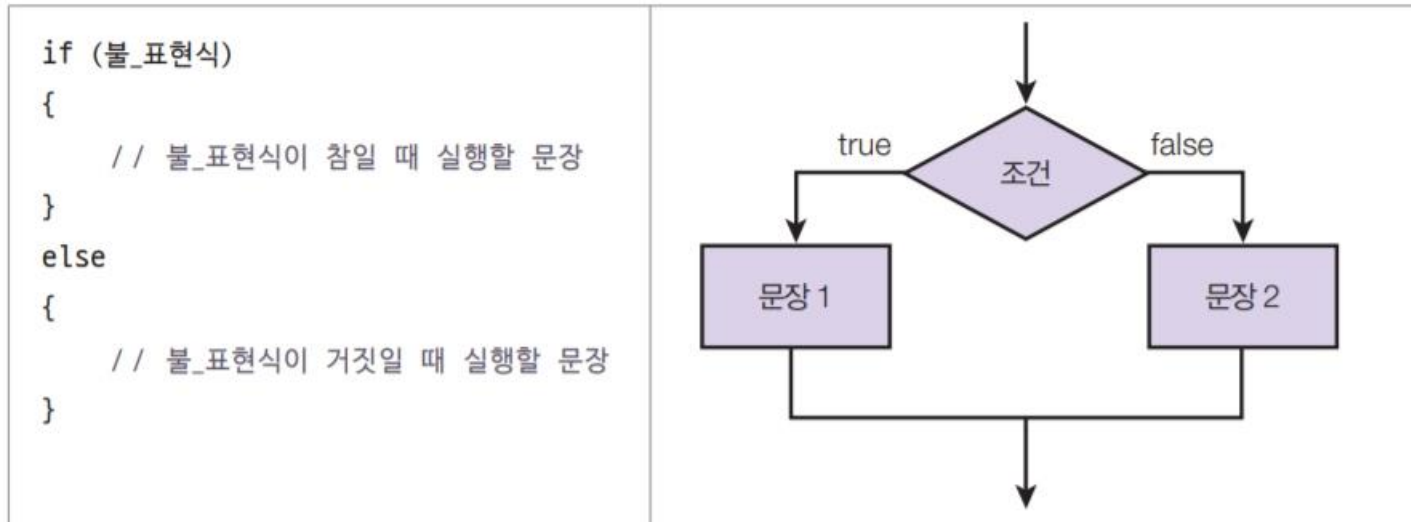 if (불_표현식)
{
// 불_표현식이 참일 때 실행할 문장
}
else
{
// 불_표현식이 거짓일 때 실행할 문장
}
true
false
조건
문장 1
문장 2